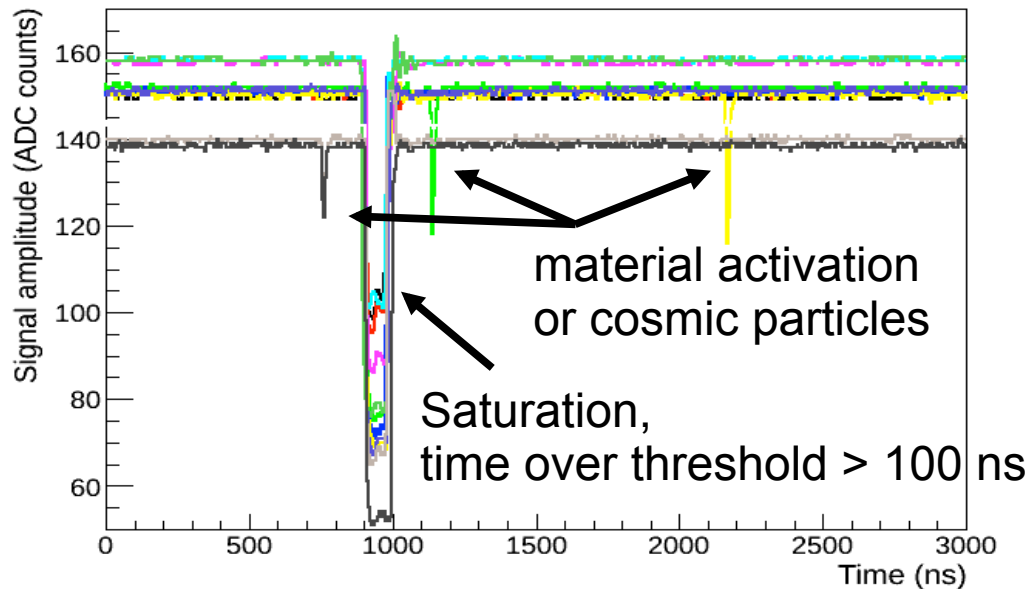 Signal amplitude (ADC counts)
160
140
120
100
80
60
material activation
or cosmic particles
Saturation,
time over threshold > 100 ns
0 500 1000 1500 2000 2500 3000
Time (ns)